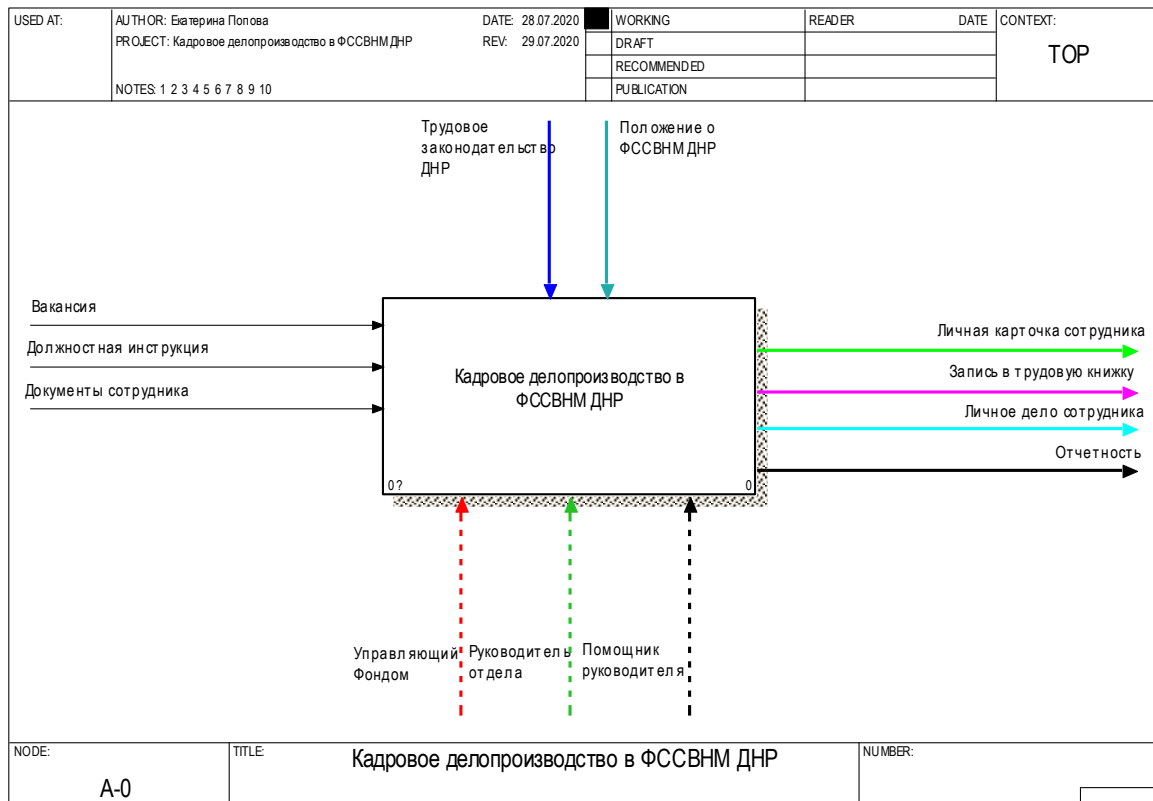 USED AT:
AUTHOR: Екатерина Попова
DATE: 28.07.2020
PROJECT: Кадровое делопроизводство в ФССВНМ ДНР
REV: 29.07.2020
NOTES: 1 2 3 4 5 6 7 8 9 10
WORKING
DRAFT
RECOMMENDED
PUBLICATION
READER
DATE
CONTEXT:
TOP
Трудовое
законодательство
ДНР
Положение о
ФССВНМ ДНР
Вакансия
Должностная инструкция
Документы сотрудника
Кадровое делопроизводство в
ФССВНМ ДНР
0 ?
0
Личная карточка сотрудника
Запись в трудовую книжку
Личное дело сотрудника
Отчетность
Управляющий
Фондом
Руководитель
отдела
Помощник
руководителя
NODE:
A-0
TITLE:
Кадровое делопроизводство в ФССВНМ ДНР
NUMBER: